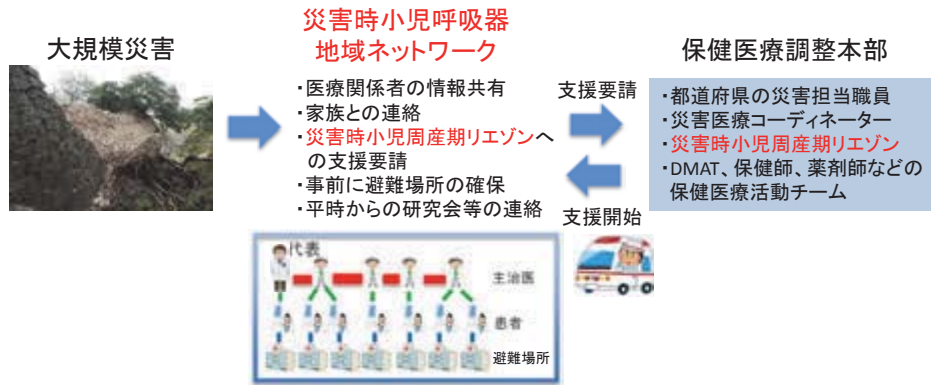 大規模災害
災害時小児呼吸器
地域ネットワーク
・医療関係者の情報共有
・家族との連絡
・災害時小児周産期リエゾンへ
の支援要請
・事前に避難場所の確保
・平時からの研究会等の連絡
支援要請
支援開始
保健医療調整本部
・都道府県の災害担当職員
・災害医療コーディネーター
・災害時小児周産期リエゾン
・DMAT、保健師、薬剤師などの
保健医療活動チーム
代表
主治医
患者
避難場所